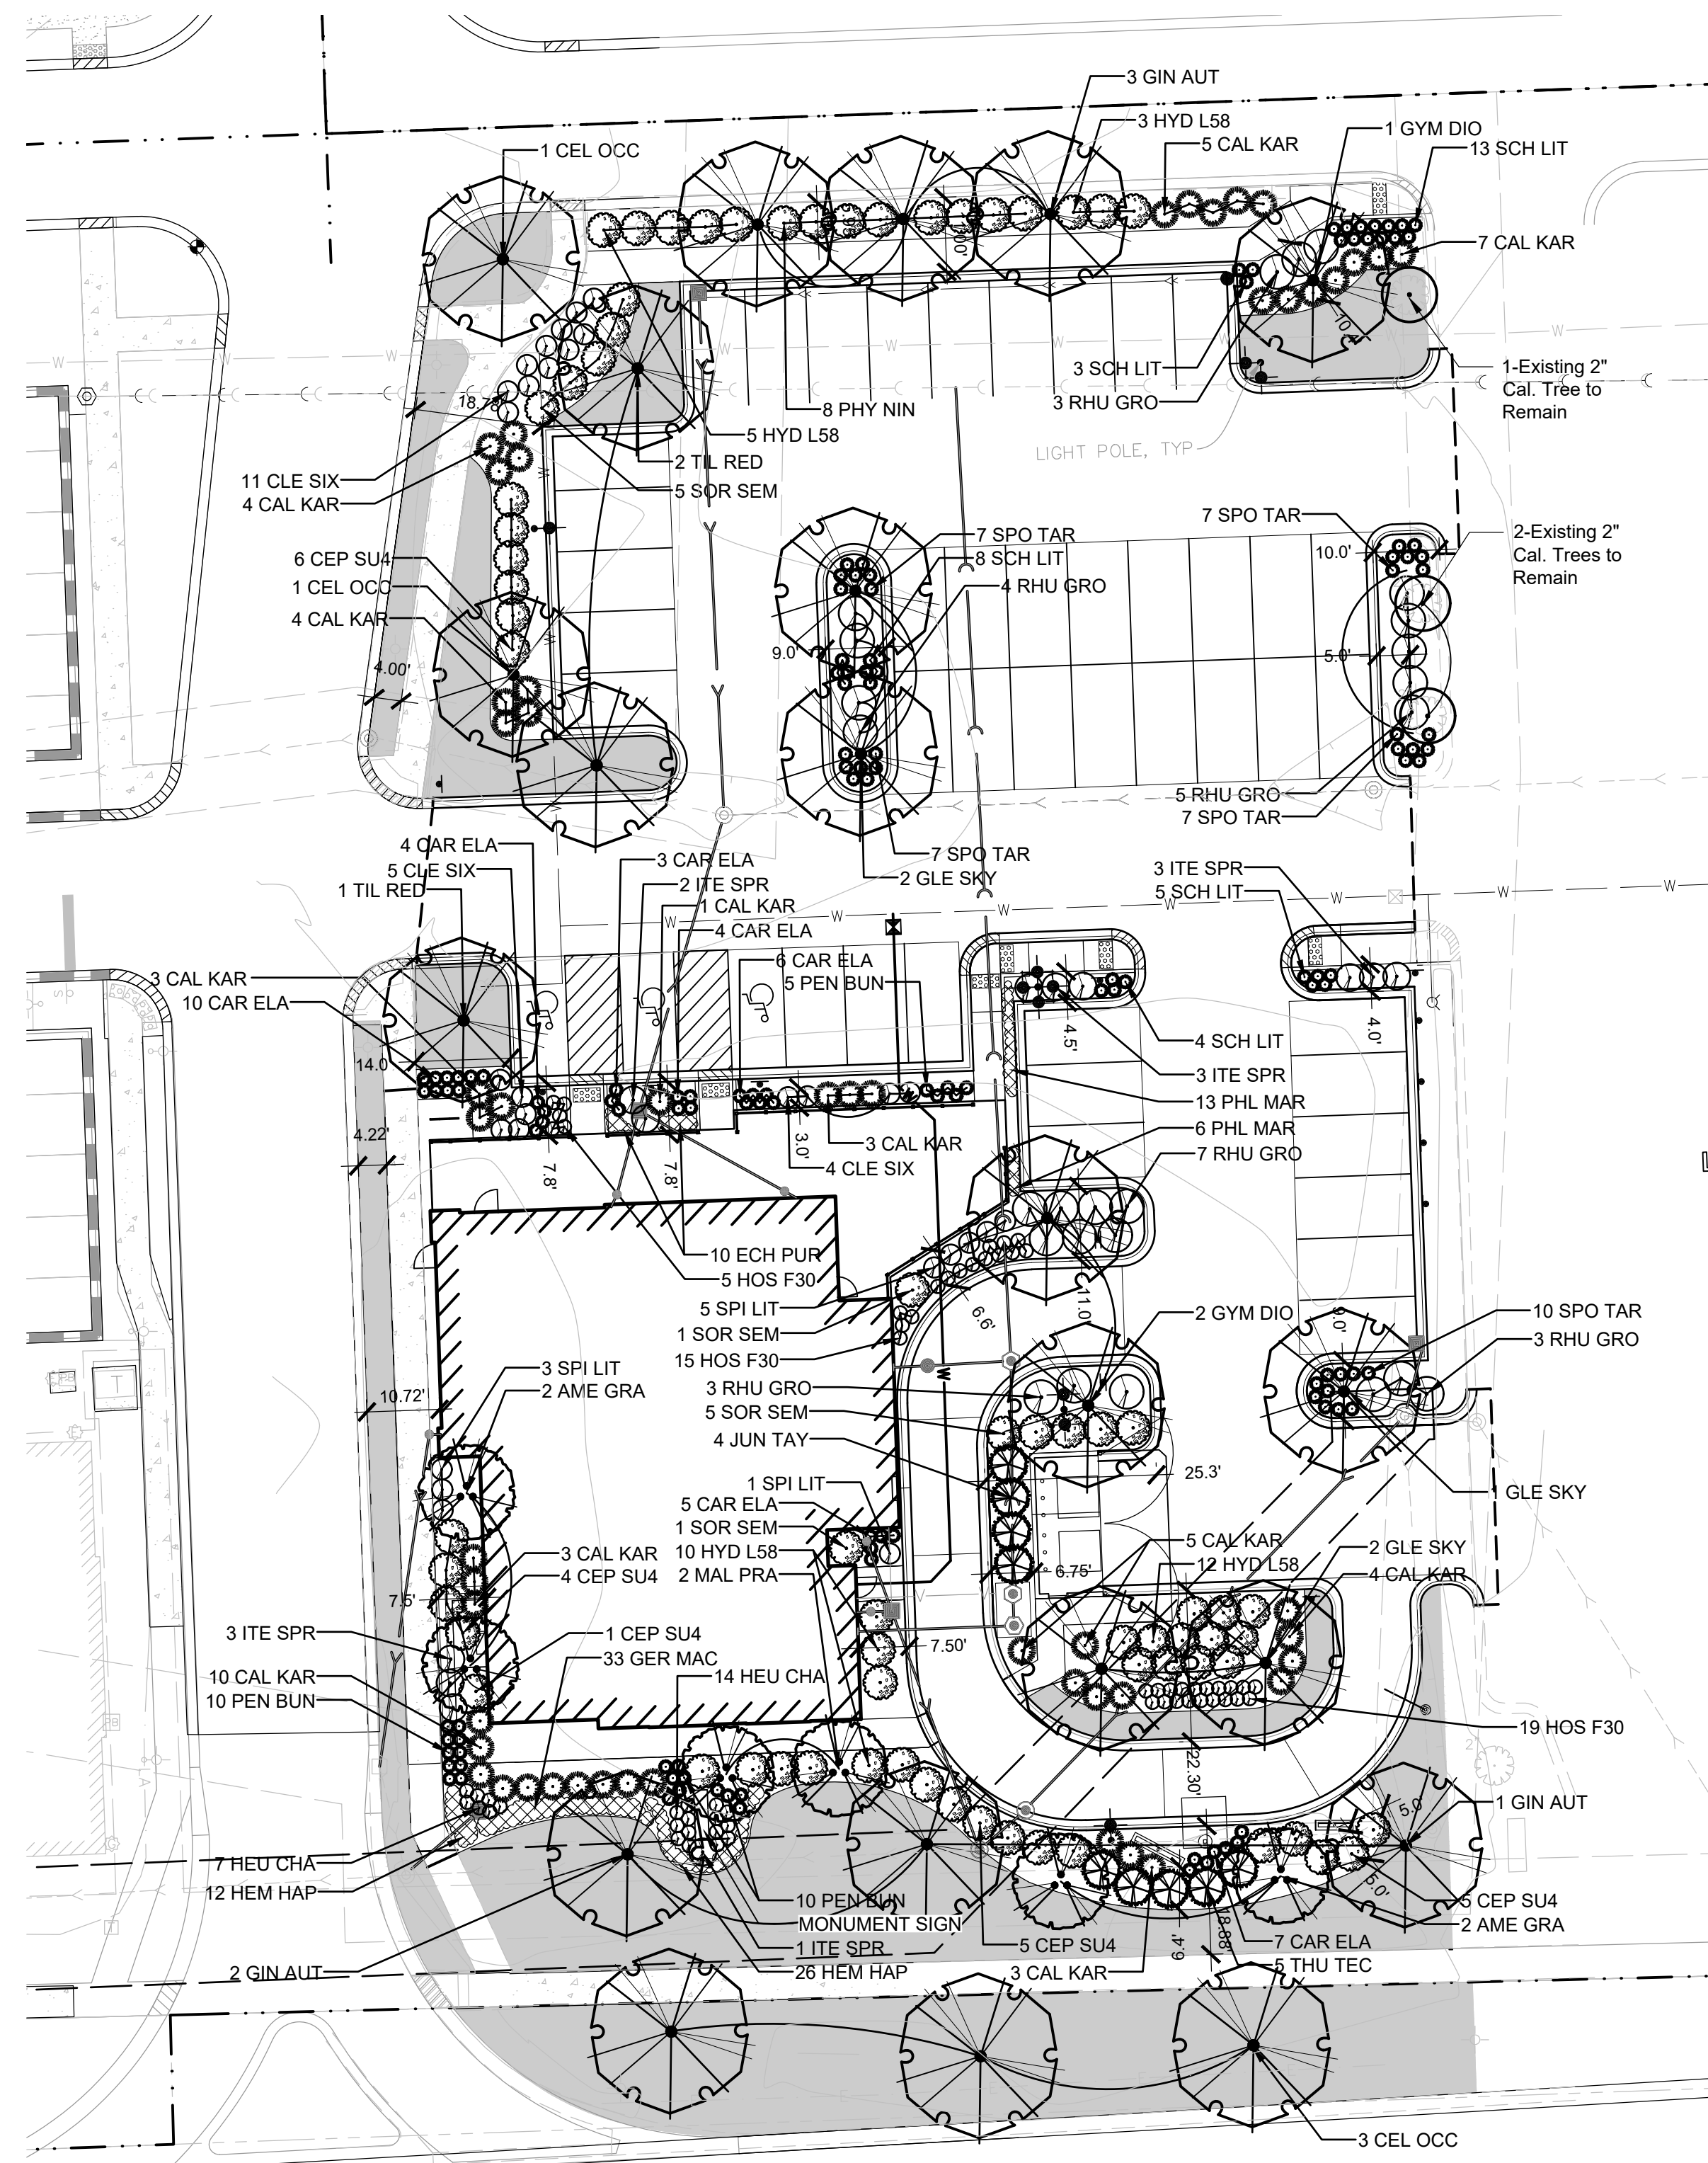 3 GIN AUT
3 HYD L58
5 CAL KAR
1 GYM DIO
13 SCH LIT
1 CEL OCC
7 CAL KAR
10.4'
3 SCH LIT
3 RHU GRO
1-Existing 2"
Cal. Tree to
Remain
8 PHY NIN
5 HYD L58
2 TIL RED
5 SOR SEM
18.78'
LIGHT POLE, TYP
11 CLE SIX
4 CAL KAR
6 CEP SU4
1 CEL OCC
4 CAL KAR
4.00'
7 SPO TAR
8 SCH LIT
4 RHU GRO
9.0'
7 SPO TAR
10.0'
5.0'
2-Existing 2"
Cal. Trees to
Remain
5 RHU GRO
7 SPO TAR
7 SPO TAR
2 GLE SKY
4 CAR ELA
5 CLE SIX
1 TIL RED
3 CAR ELA
2 ITE SPR
1 CAL KAR
4 CAR ELA
3 ITE SPR
5 SCH LIT
3 CAL KAR
10 CAR ELA
6 CAR ELA
5 PEN BUN
14.0'
4.22'
4.5'
4.0'
4 SCH LIT
3 ITE SPR
13 PHL MAR
6 PHL MAR
7 RHU GRO
7.8'
7.8'
3.0'
3 CAL KAR
4 CLE SIX
10 ECH PUR
5 HOS F30
5 SPI LIT
1 SOR SEM
15 HOS F30
6.6'
11.0'
2 GYM DIO
9.0'
10 SPO TAR
3 RHU GRO
3 SPI LIT
2 AME GRA
10.72'
3 RHU GRO
5 SOR SEM
4 JUN TAY
25.3'
1 SPI LIT
5 CAR ELA
1 SOR SEM
10 HYD L58
2 MAL PRA
1 GLE SKY
3 CAL KAR
4 CEP SU4
7.5'
5 CAL KAR
12 HYD L58
2 GLE SKY
4 CAL KAR
6.75'
7.50'
3 ITE SPR
10 CAL KAR
10 PEN BUN
1 CEP SU4
33 GER MAC
14 HEU CHA
19 HOS F30
22.30'
5.0'
1 GIN AUT
7 HEU CHA
12 HEM HAP
10 PEN BUN
MONUMENT SIGN
1 ITE SPR
26 HEM HAP
2 GIN AUT
5 CEP SU4
3 CAL KAR
9.4'
18.88'
5.0'
5 CEP SU4
2 AME GRA
7 CAR ELA
5 THU TEC
3 CEL OCC